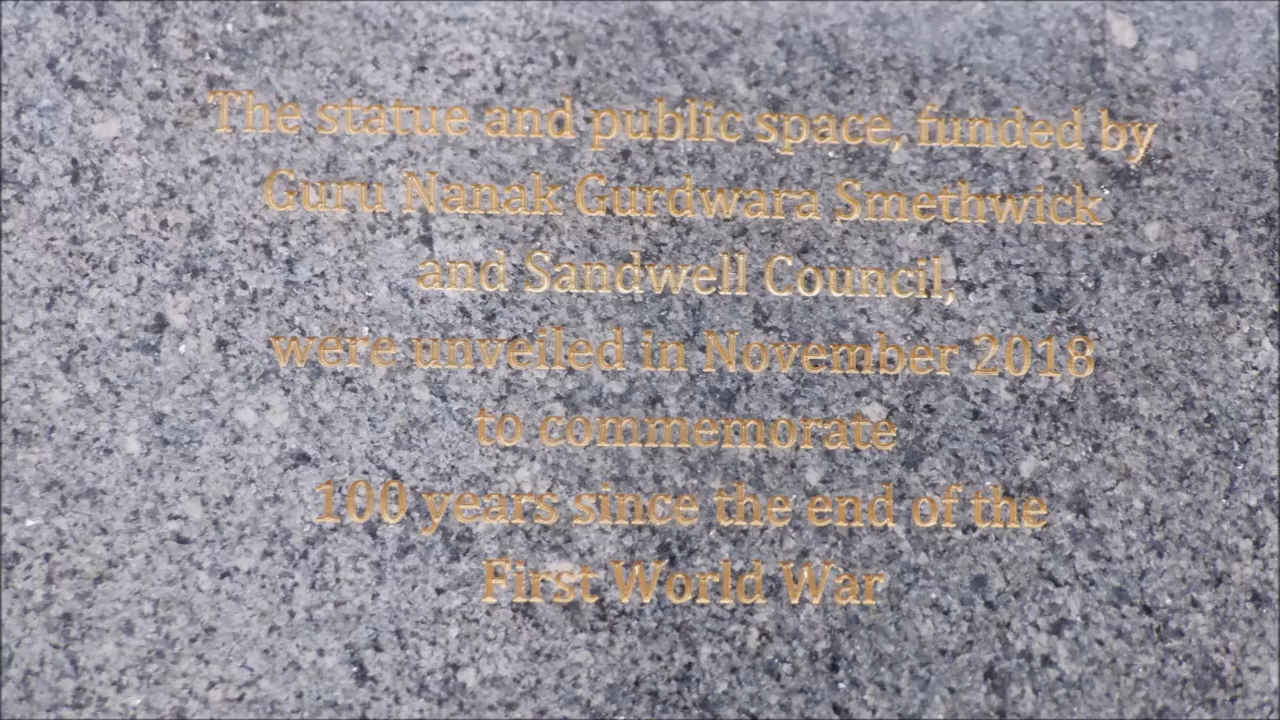 The statue and public space, funded by
Guru Nanak Gurdwara Smethwick
and Sandwell Council,
were unveiled in November 2018
to commemorate
100 years since the end of the
First World War